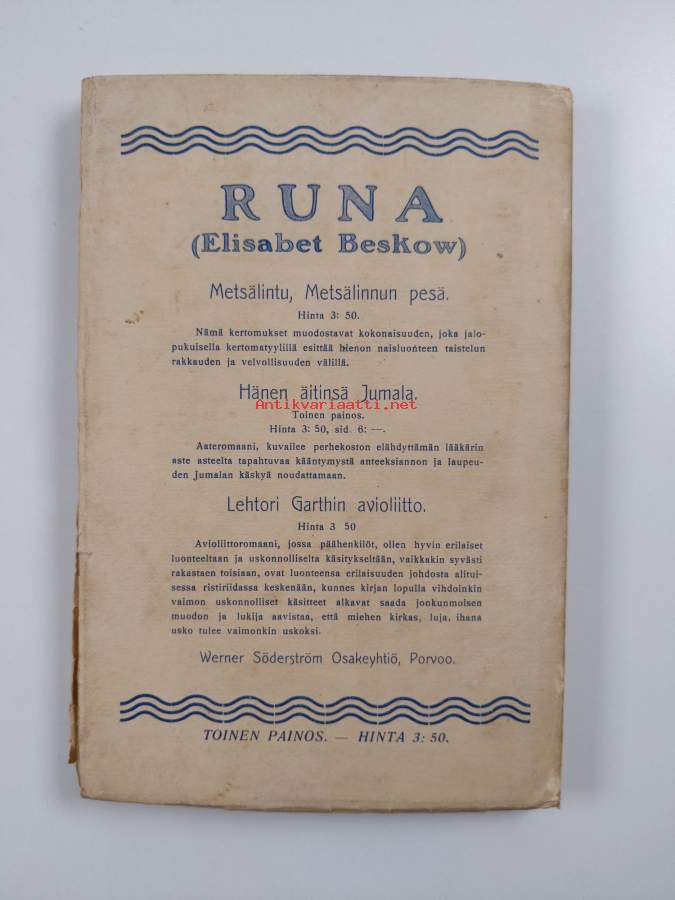 RUNA
(Elisabet Beskow)
Metsälintu, Metsälinnun pesä.
Hinta 3: 50.
Nämä kertomukset muodostavat kokonaisuuden, joka jalo-
pukuisella kertomatyylillä esittää hienon naisluonteen taistelun
rakkauden ja velvollisuuden välillä.
Hänen äitinsä Jumala.
Antikvariaatti.net
Toinen painos.
Hinta 3: 50, sid. 6: —.
Aateromaani, kuvailee perhekoston elähdyttämän lääkärin
aste asteelta tapahtuvaa kääntymystä anteeksiannon ja laupeu-
den Jumalan käskyä noudattamaan.
Lehtori Garthin avioliitto.
Hinta 3 50
Avioliittoromaani, jossa päähenkilöt, ollen hyvin erilaiset
luonteeltaan ja uskonnolliselta käsitykseltään, vaikkakin syvästi
rakastaen toisiaan, ovat luonteensa erilaisuuden johdosta alitui-
sessa ristiriidassa keskenään, kunnes kirjan lopulla vihdoinkin
vaimon uskonnolliset käsitteet alkavat saada jonkunmoisen
muodon ja lukija aavistaa, että miehen kirkas, luja, ihana
usko tulee vaimonkin uskoksi.
Werner Söderström Osakeyhtiö, Porvoo.
TOINEN PAINOS. — HINTA 3: 50.